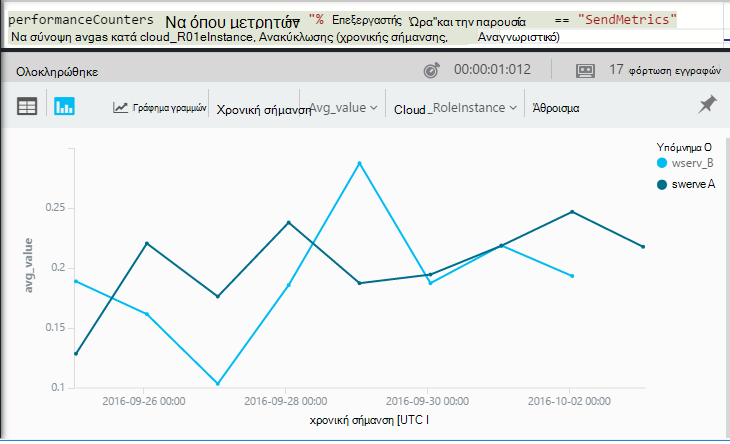 performanceCounters Να όπου μετρητών "% Επεξεργαστής Ώρα"και την παρουσία == "SendMetrics"
Να σύνοψη avgas κατά cloud_R01eInstance, Ανακύκλωσης (χρονικής σήμανσης, Αναγνωριστικό)
Ολοκληρώθηκε 00:00:01:012 17 φόρτωση εγγραφών
Γράφημα γραμμών Χρονική σήμανση Avg_value Cloud_RoleInstance Άθροισμα
Υπόμνημα Ο
wserv_B
swerve A
0.25
0.2
0.15
0.1
avg_value
2016-09-26 00:00 2016-09-28 00:00 2016-09-30 00:00 2016-10-02 00:00
χρονική σήμανση [UTC l